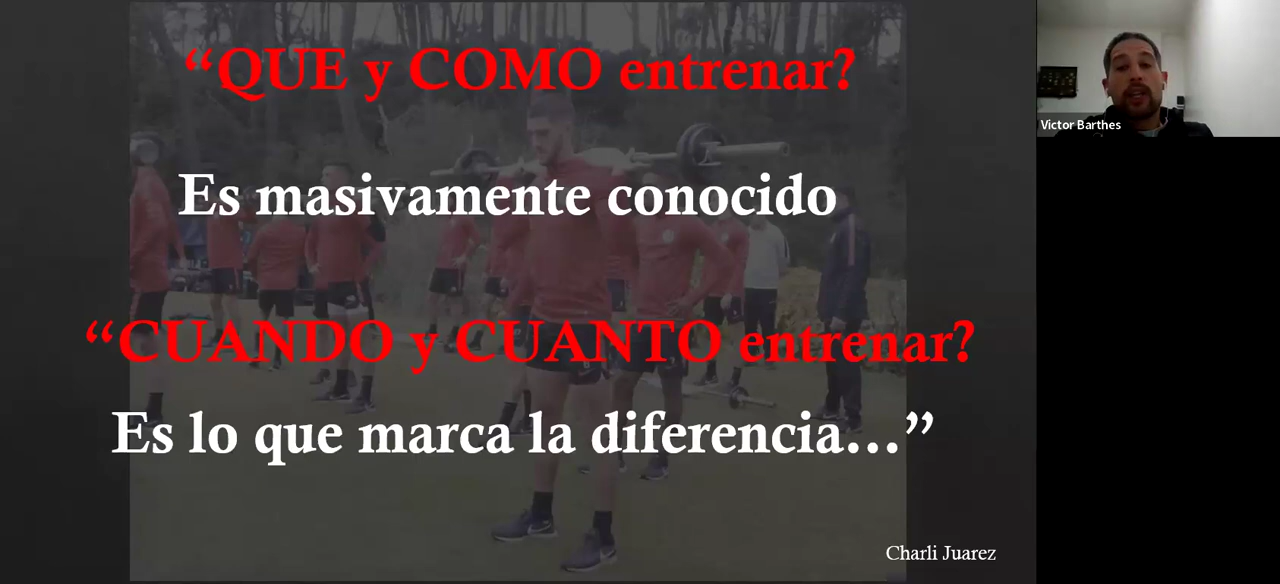 “QUE y COMO entrenar?
Es masivamente conocido
“CUANDO y CUANTO entrenar?
Es lo que marca la diferencia...”
Charli Juarez
Victor Barthes